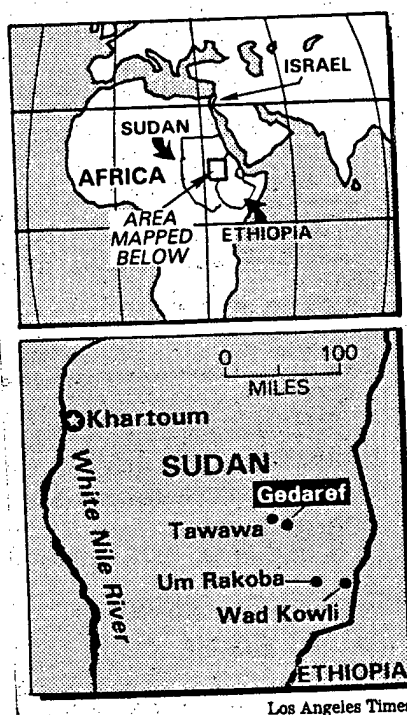 ISRAEL
SUDAN
AFRICA
AREA
MAPPED
BELOW
ETHIOPIA
0 100
MILES
Khartoum
SUDAN
White Nile River
Gedaref
Tawawa
Um Rakoba
Wad Kowli
ETHIOPIA
Los Angeles Times